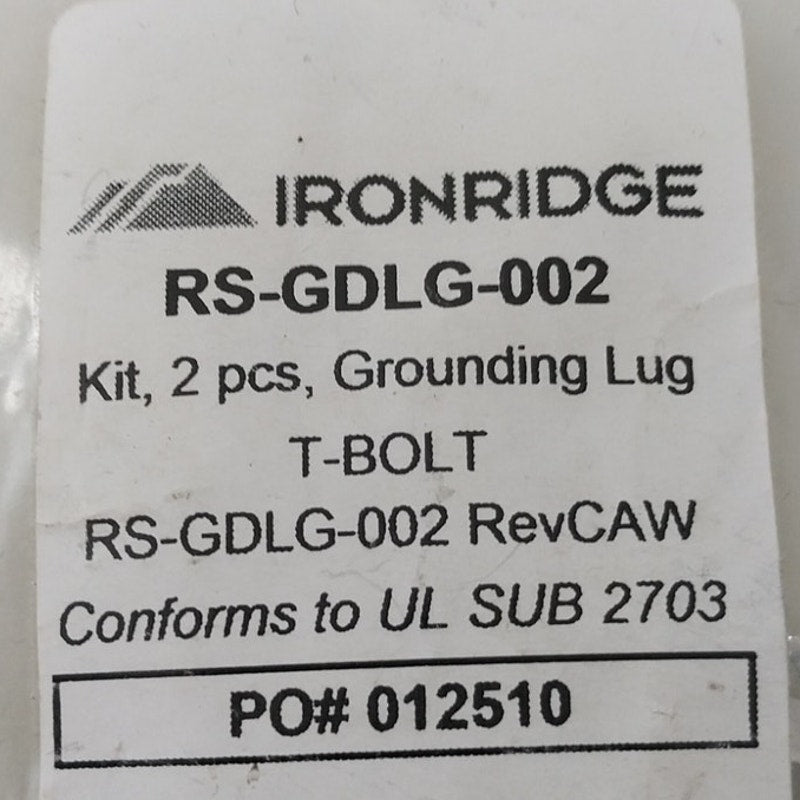 IRONRIDGE
RS-GDLG-002
Kit, 2 pcs, Grounding Lug
T-BOLT
RS-GDLG-002 RevCAW
Conforms to UL SUB 2703
PO# 012510